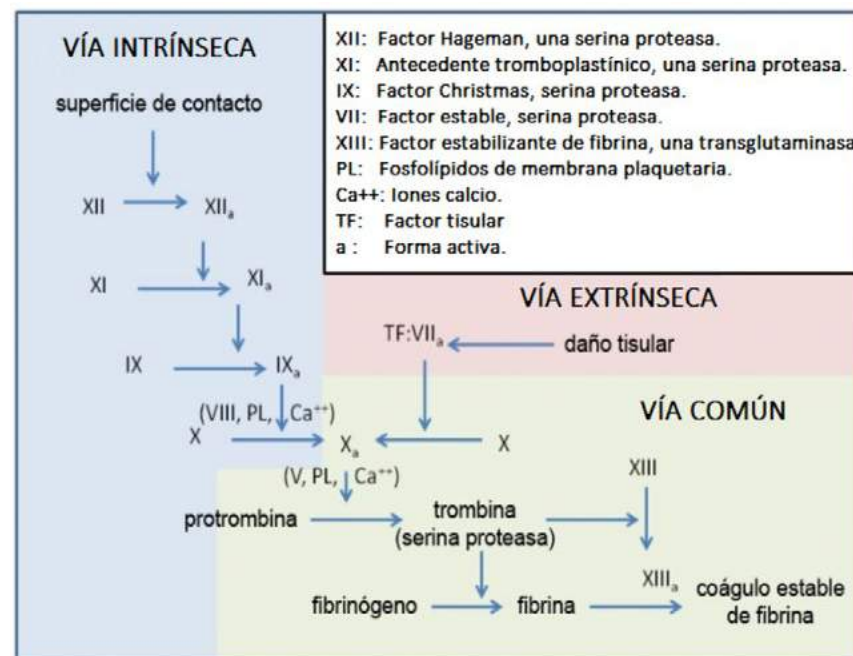 VÍA INTRÍNSECA
superficie de contacto
XII
XIIₐ
XI
XIₐ
IX
IXₐ
(VIII, PL, Ca⁺⁺)
X
Xₐ
X
(V, PL, Ca⁺⁺)
XII: Factor Hageman, una serina proteasa.
XI: Antecedente tromboplastínico, una serina proteasa.
IX: Factor Christmas, serina proteasa.
VII: Factor estable, serina proteasa.
XIII: Factor estabilizante de fibrina, una transglutaminasa
PL: Fosfolípidos de membrana plaquetaria.
Ca++: Iones calcio.
TF: Factor tisular
a : Forma activa.
VÍA EXTRÍNSECA
TF:VIIₐ
daño tisular
VÍA COMÚN
XIII
protrombina
trombina
(serina proteasa)
XIIIₐ
fibrinógeno
fibrina
coágulo estable
de fibrina